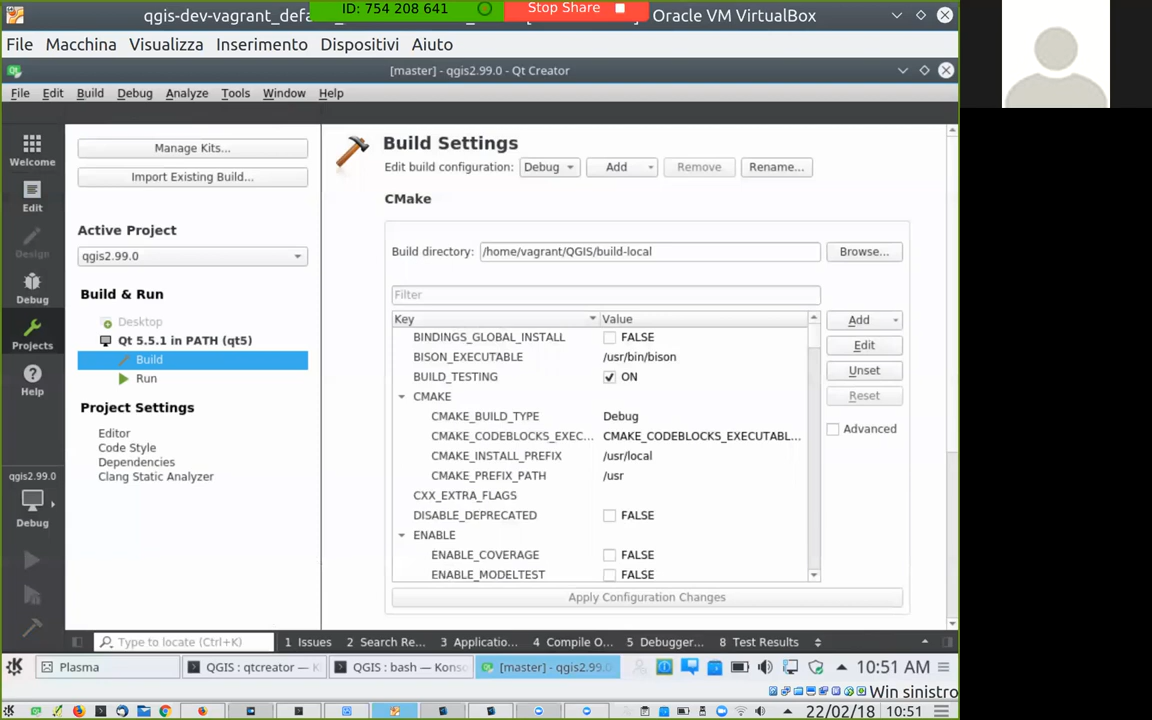 qgis-dev-vagrant_defa
ID: 754 208 641
Stop Share
Oracle VM VirtualBox
File Macchina Visualizza Inserimento Dispositivi Aiuto
[master] - qgis2.99.0 - Qt Creator
File Edit Build Debug Analyze Tools Window Help
Welcome
Edit
Design
Debug
Projects
Help
qgis2.99.0
Debug
Manage Kits...
Import Existing Build...
Active Project
qgis2.99.0
Build & Run
Desktop
Qt 5.5.1 in PATH (qt5)
Build
Run
Project Settings
Editor
Code Style
Dependencies
Clang Static Analyzer
Build Settings
Edit build configuration: Debug Add Remove Rename...
CMake
Build directory: /home/vagrant/QGIS/build-local Browse...
Filter
Key Value
BINDINGS_GLOBAL_INSTALL FALSE
BISON_EXECUTABLE /usr/bin/bison
BUILD_TESTING ON
CMAKE
CMAKE_BUILD_TYPE Debug
CMAKE_CODEBLOCKS_EXEC... CMAKE_CODEBLOCKS_EXECUTABL...
CMAKE_INSTALL_PREFIX /usr/local
CMAKE_PREFIX_PATH /usr
CXX_EXTRA_FLAGS
DISABLE_DEPRECATED FALSE
ENABLE
ENABLE_COVERAGE FALSE
ENABLE_MODELTEST FALSE
Add
Edit
Unset
Reset
Advanced
Apply Configuration Changes
Type to locate (Ctrl+K) 1 Issues 2 Search Re... 3 Applicatio... 4 Compile O... 5 Debugger... 8 Test Results
Plasma QGIS : qtcreator — K QGIS : bash — Konso [master] - qgis2.99.0 10:51 AM
Win sinistro
22/02/18 10:51